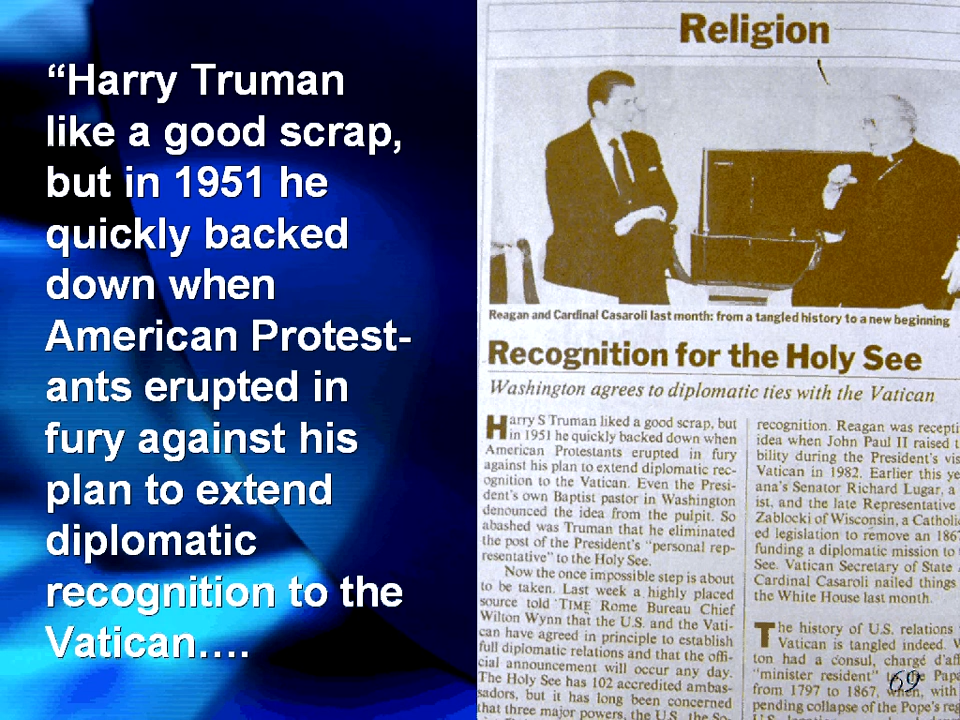 “Harry Truman
like a good scrap,
but in 1951 he
quickly backed
down when
American Protest-
ants erupted in
fury against his
plan to extend
diplomatic
recognition to the
Vatican….
Religion
Reagan and Cardinal Casaroli last month: from a tangled history to a new beginning
Recognition for the Holy See
Washington agrees to diplomatic ties with the Vatican
Harry S Truman liked a good scrap, but
in 1951 he quickly backed down when
American Protestants erupted in fury
against his plan to extend diplomatic rec-
ognition to the Vatican. Even the Presi-
dent's own Baptist pastor in Washington
denounced the idea from the pulpit. So
abashed was Truman that he eliminated
the post of the President's "personal rep-
resentative" to the Holy See.
Now the once impossible step is about
to be taken. Last week a highly placed
source told TIME Rome Bureau Chief
Wilton Wynn that the U.S. and the Vati-
can have agreed in principle to establish
full diplomatic relations and that the offi-
cial announcement will occur any day.
The Holy See has 102 accredited ambas-
sadors, but it has long been concerned
that three major powers, the U.S., the So-
recognition. Reagan was recepti
idea when John Paul II raised t
bility during the President's vis
Vatican in 1982. Earlier this ye
ana's Senator Richard Lugar, a
ist, and the late Representative
Zablocki of Wisconsin, a Catholic
ed legislation to remove an 1867
funding a diplomatic mission to
See. Vatican Secretary of State
Cardinal Casaroli nailed things
the White House last month.
The history of U.S. relations
Vatican is tangled indeed. W
ton had a consul, chargé d'aff
"minister resident" the Papa
from 1797 to 1867, when, with
pending collapse of the Pope's reg
69